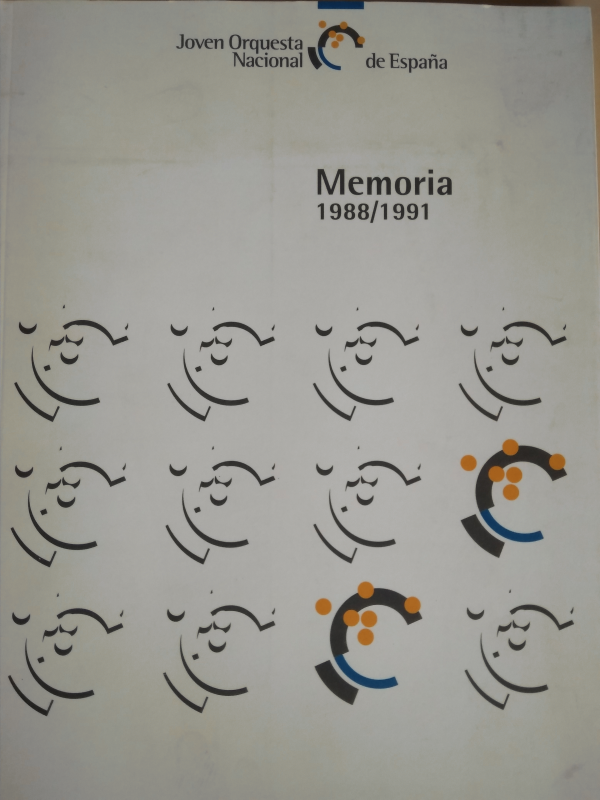 Joven Orquesta
Nacional de España
Memoria
1988/1991